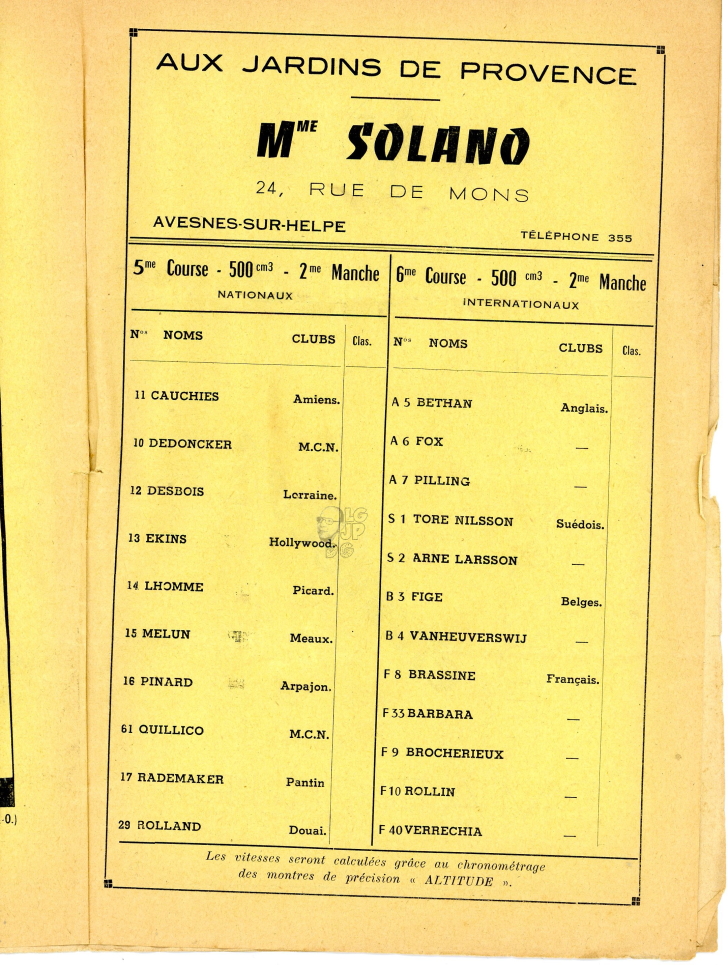 AUX JARDINS DE PROVENCE
Mme SOLANO
24, RUE DE MONS
AVESNES-SUR-HELPE
TÉLÉPHONE 355
5me Course - 500 cm3 - 2me Manche
NATIONAUX
Nos NOMS CLUBS Clas.
11 CAUCHIES Amiens.
10 DEDONCKER M.C.N.
12 DESBOIS Lorraine.
13 EKINS Hollywood.
14 LHOMME Picard.
15 MELUN Meaux.
16 PINARD Arpajon.
61 QUILLICO M.C.N.
17 RADEMAKER Pantin
29 ROLLAND Douai.
6me Course - 500 cm3 - 2me Manche
INTERNATIONAUX
Nos NOMS CLUBS Clas.
A 5 BETHAN Anglais.
A 6 FOX —
A 7 PILLING —
S 1 TORE NILSSON Suédois.
S 2 ARNE LARSSON —
B 3 FIGE Belges.
B 4 VANHEUVERSWIJ —
F 8 BRASSINE Français.
F 33 BARBARA —
F 9 BROCHERIEUX —
F 10 ROLLIN —
F 40 VERRECHIA —
Les vitesses seront calculées grâce au chronométrage
des montres de précision « ALTITUDE ».
LG
JP
G
-O.)